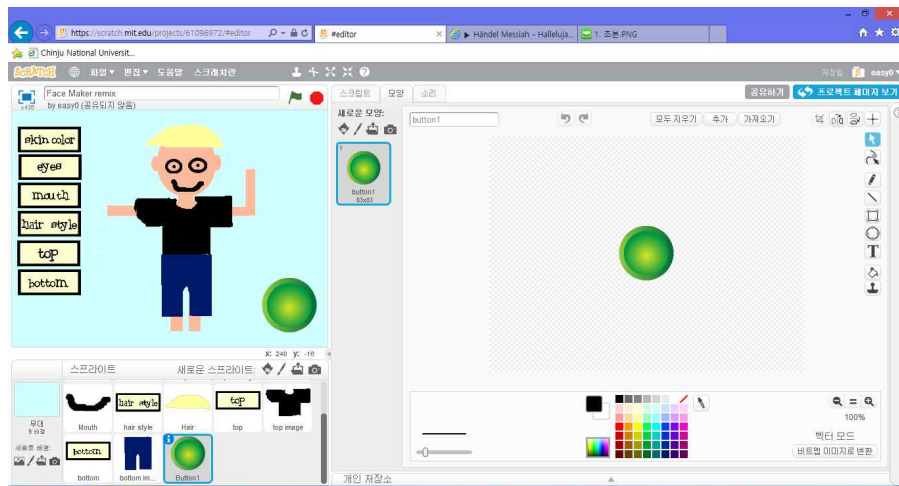 https://scratch.mit.edu/projects/61096972/#editor
#editor
Händel Messiah - Halleluja...
1. 조본.PNG
Chinju National Universit...
SCRATCH 파일 편집 도움말 스크래치란 저장됨 easy0
Face Maker remix
v436 by easy0 (공유되지 않음)
스크립트 모양 소리
공유하기 프로젝트 페이지 보기
새로운 모양:
button1
모두 지우기 추가 가져오기
1
button1
83x83
skin color
eyes
mouth
hair style
top
bottom
T
x: 240 y: -16
스프라이트 새로운 스프라이트:
무대
새로운 배경:
hair style
top
Mouth hair style Hair top top image
bottom
bottom bottom im... Button1
100%
벡터 모드
비트맵 이미지로 변환
개인 저장소